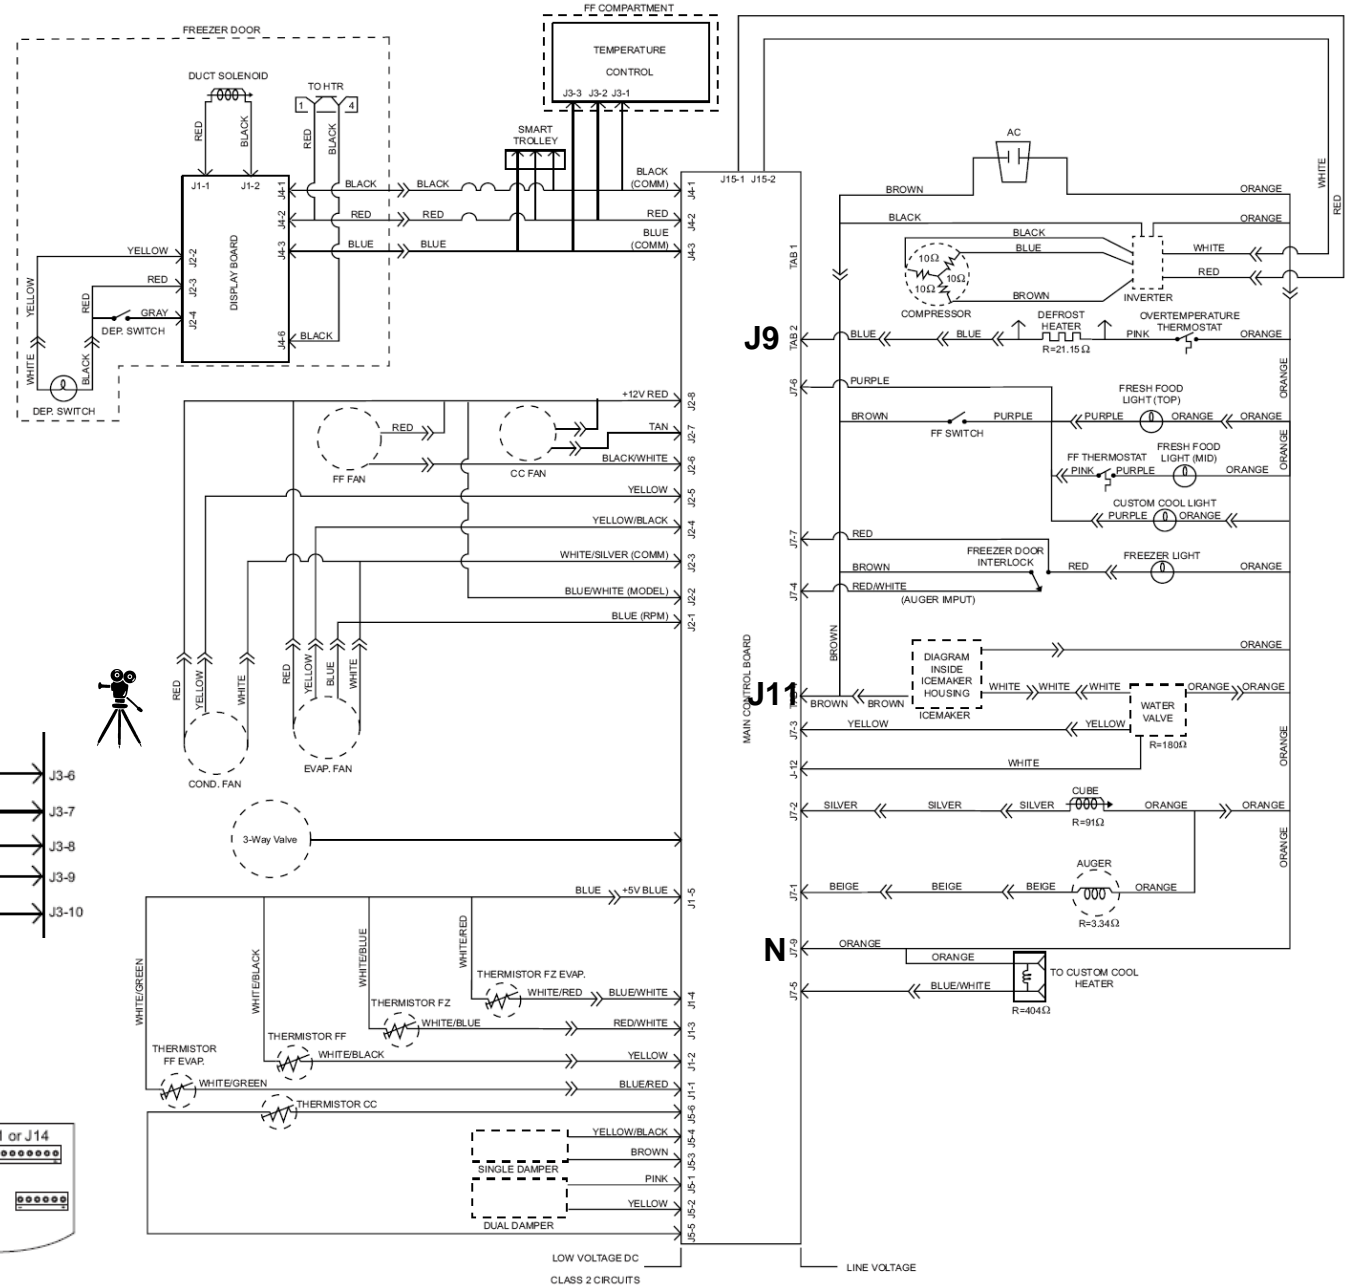 FREEZER DOOR
DUCT SOLENOID
TO HTR
1 4
RED
BLACK
RED
BLACK
J1-1 J1-2
J4-1
J4-2
J4-3
J4-6
DISPLAY BOARD
J2-2
J2-3
J2-4
YELLOW
RED
GRAY
DEP. SWITCH
YELLOW
RED
WHITE
BLACK
DEP. SWITCH
BLACK
BLACK BLACK
RED RED
BLUE BLUE
FF COMPARTMENT
TEMPERATURE
CONTROL
J3-3 J3-2 J3-1
SMART
TROLLEY
BLACK
(COMM)
RED
BLUE
(COMM)
J4-1
J4-2
J4-3
J15-1 J15-2
+12V RED
J2-8
RED
FF FAN
CC FAN
TAN
J2-7
BLACK/WHITE
J2-6
YELLOW
J2-5
YELLOW/BLACK
J2-4
WHITE/SILVER (COMM)
J2-3
BLUE/WHITE (MODEL)
J2-2
BLUE (RPM)
J2-1
RED
YELLOW
WHITE
COND. FAN
RED
YELLOW
BLUE
WHITE
EVAP. FAN
J3-6
J3-7
J3-8
J3-9
J3-10
3-Way Valve
BLUE +5V BLUE
J1-5
WHITE/GREEN
WHITE/BLACK
WHITE/BLUE
WHITE/RED
THERMISTOR FZ EVAP.
WHITE/RED BLUE/WHITE
J1-4
THERMISTOR FZ
WHITE/BLUE RED/WHITE
J1-3
THERMISTOR FF
WHITE/BLACK YELLOW
J1-2
THERMISTOR
FF EVAP.
WHITE/GREEN BLUE/RED
J1-1
THERMISTOR CC
J5-6
YELLOW/BLACK
J5-4
BROWN
J5-3
SINGLE DAMPER
PINK
J5-1
YELLOW
J5-2
DUAL DAMPER
J5-5
1 or J14
LOW VOLTAGE DC
CLASS 2 CIRCUITS
LINE VOLTAGE
MAIN CONTROL BOARD
AC
BROWN ORANGE
BLACK ORANGE
WHITE
RED
TAB 1
BLACK
BLUE
10Ω
10Ω
10Ω
BROWN
COMPRESSOR
INVERTER
WHITE
RED
J9
TAB 2
BLUE BLUE
DEFROST
HEATER
R=21.15 Ω
PINK
OVERTEMPERATURE
THERMOSTAT
ORANGE
ORANGE
J7-6
PURPLE
FRESH FOOD
LIGHT (TOP)
BROWN
FF SWITCH
PURPLE PURPLE ORANGE ORANGE
ORANGE
FRESH FOOD
LIGHT (MID)
FF THERMOSTAT
PINK PURPLE ORANGE
CUSTOM COOL LIGHT
PURPLE ORANGE
J7-7
RED
FREEZER DOOR
INTERLOCK
FREEZER LIGHT
BROWN RED ORANGE
J7-4
RED/WHITE
(AUGER IMPUT)
BROWN
ORANGE
DIAGRAM
INSIDE
ICEMAKER
HOUSING
ICEMAKER
J11
BROWN BROWN
WHITE WHITE WHITE
WATER
VALVE
R=180Ω
ORANGE ORANGE
J7-3
YELLOW YELLOW
ORANGE
J-12
WHITE
J7-2
SILVER SILVER SILVER
CUBE
R=91Ω
ORANGE ORANGE
ORANGE
J7-1
BEIGE BEIGE BEIGE
AUGER
R=3.34Ω
ORANGE
N
J7-9
ORANGE
ORANGE
J7-5
BLUE/WHITE
TO CUSTOM COOL
HEATER
R=404Ω